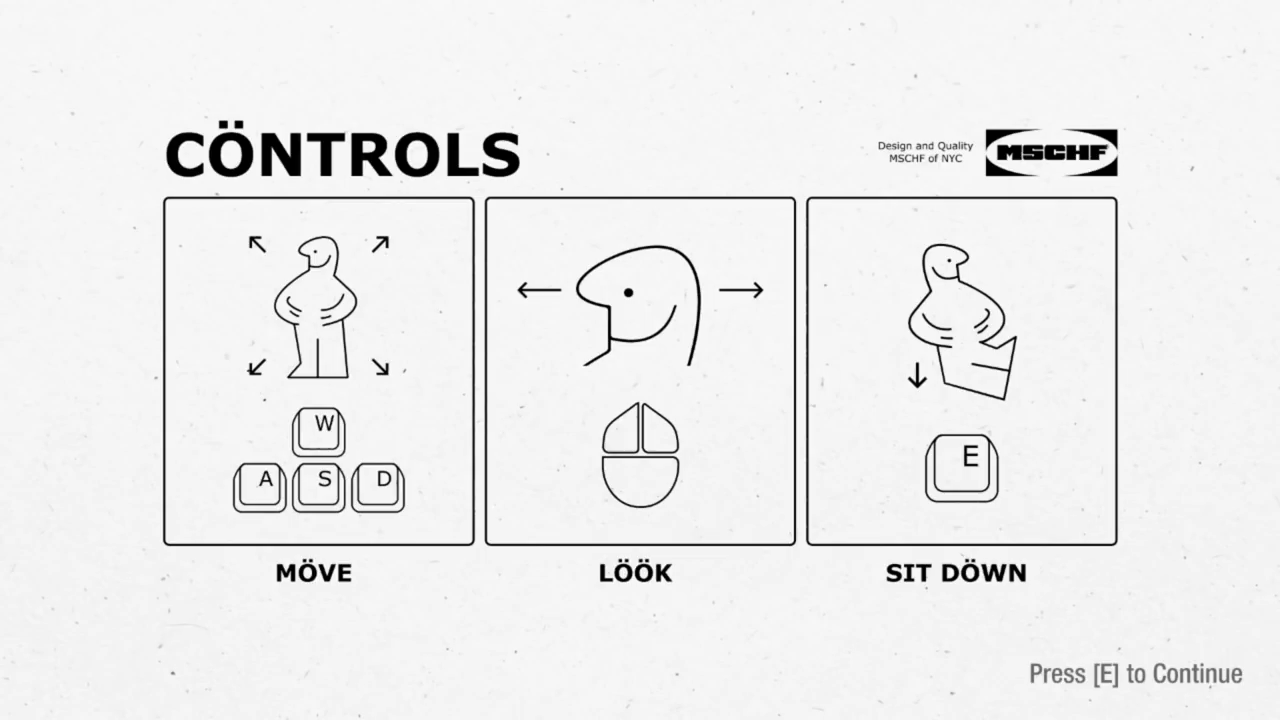 CÖNTROLS
Design and Quality
MSCHF of NYC
MSCHF
W
A S D
E
MÖVE
LÖÖK
SIT DÖWN
Press [E] to Continue